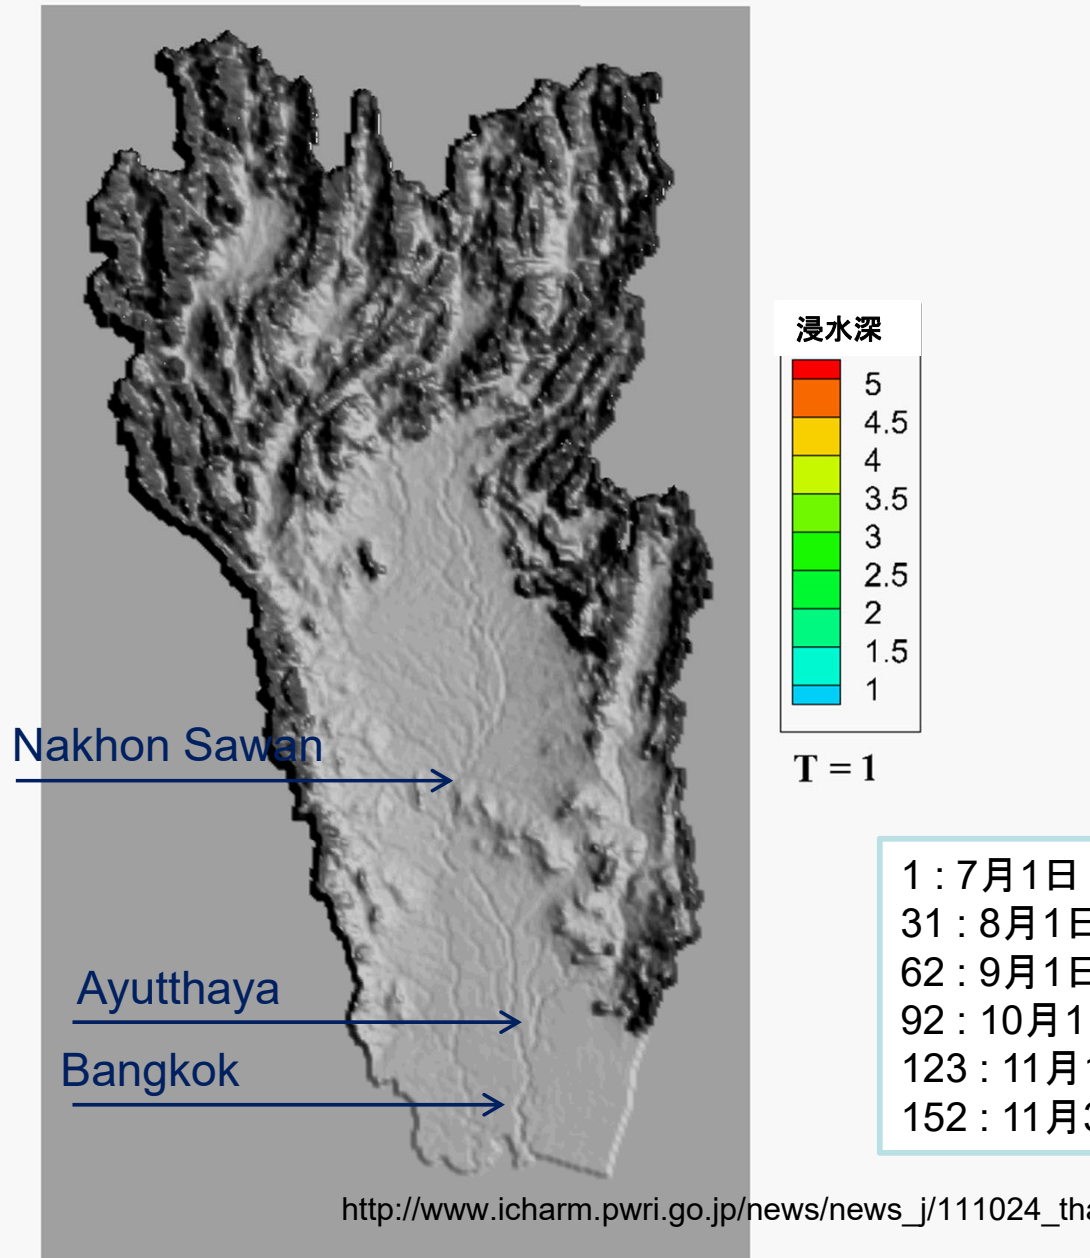 浸水深
5
4.5
4
3.5
3
2.5
2
1.5
1
T = 1
Nakhon Sawan
Ayutthaya
Bangkok
1 : 7月1日
31 : 8月1日
62 : 9月1日
92 : 10月1
123 : 11月
152 : 11月
http://www.icharm.pwri.go.jp/news/news_j/111024_tha